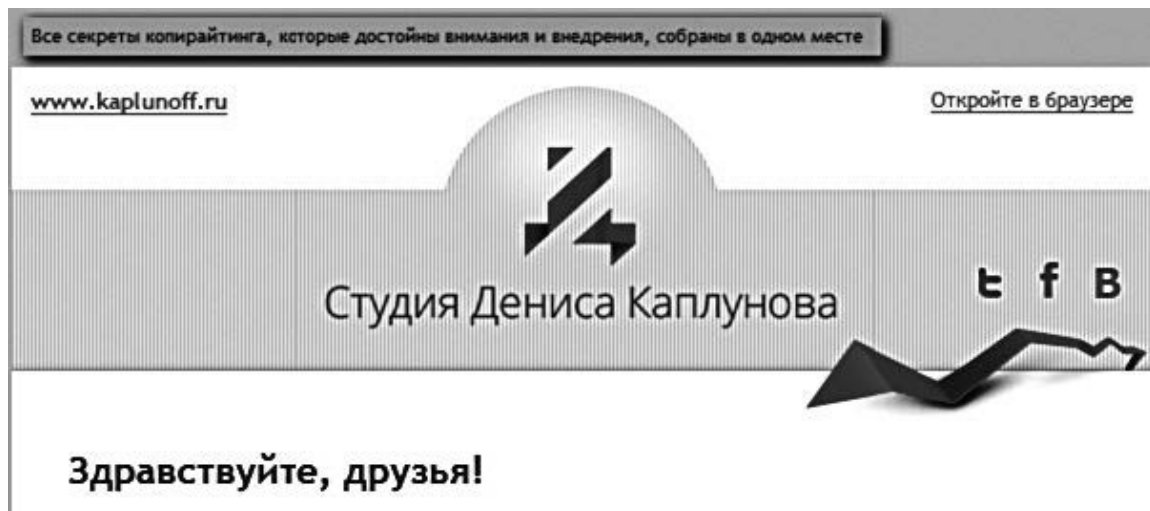 Все секреты копирайтинга, которые достойны внимания и внедрения, собраны в одном месте
www.kaplunoff.ru
Откройте в браузере
Студия Дениса Каплунова
t f B
Здравствуйте, друзья!